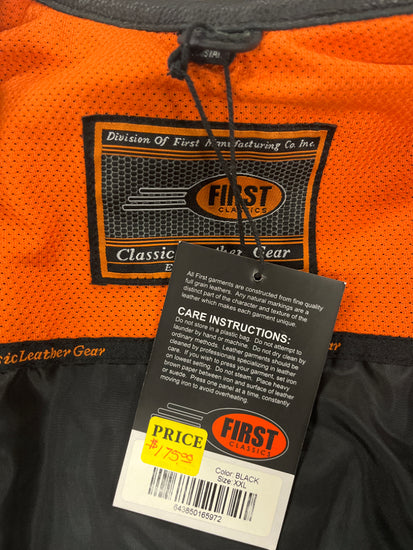 Division Of First Manufacturing Co. Inc.
FIRST
CLASSICS
Classic Leather Gear
sicLeather Gear
All First garments are constructed from fine quality
full grain leathers. Any natural markings are a
distinct part of the character and texture of the
leather which makes each garment unique.
CARE INSTRUCTIONS:
Do not store in a plastic bag. Do not attempt to
launder by hand or machine. Do not dry clean by
ordinary methods. Leather garments should be
cleaned by professionals specializing in leather
care. If you wish to press your garment, set iron
on lowest setting. Do not steam. Place heavy
brown paper between iron and surface of leather
or suede. Press one panel at a time, constantly
moving iron to avoid overheating.
FIRST
CLASSICS
PRICE
$175.00
Color: BLACK
Size: XXL
643850165972